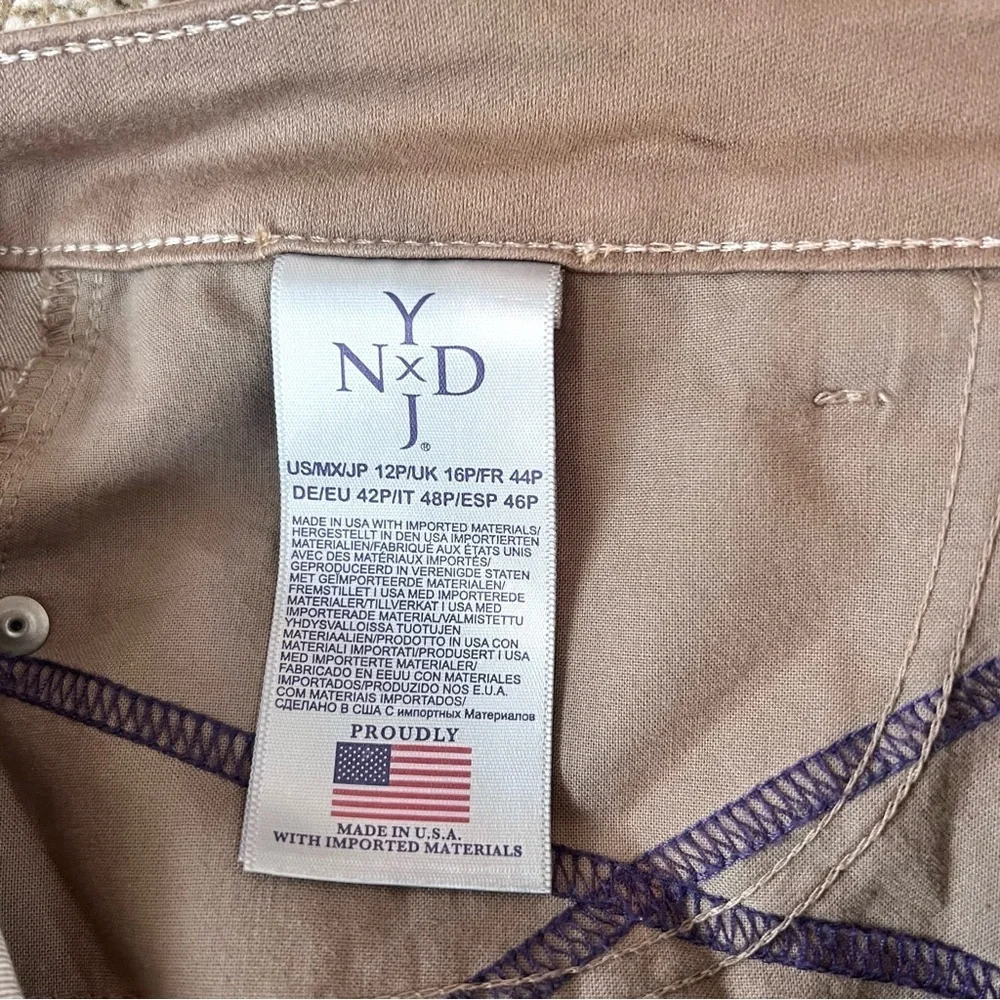 Y
N x D
J®
US/MX/JP 12P/UK 16P/FR 44P
DE/EU 42P/IT 48P/ESP 46P
MADE IN USA WITH IMPORTED MATERIALS/
HERGESTELLT IN DEN USA IMPORTIERTEN
MATERIALIEN/FABRIQUÉ AUX ÉTATS UNIS
AVEC DES MATÉRIAUX IMPORTÉS/
GEPRODUCEERD IN VERENIGDE STATEN
MET GEÏMPORTEERDE MATERIALEN/
FREMSTILLET I USA MED IMPORTEREDE
MATERIALER/TILLVERKAT I USA MED
IMPORTERADE MATERIAL/VALMISTETTU
YHDYSVALLOISSA TUOTUJEN
MATERIAALIEN/PRODOTTO IN USA CON
MATERIALI IMPORTATI/PRODUSERT I USA
MED IMPORTERTE MATERIALER/
FABRICADO EN EEUU CON MATERIALES
IMPORTADOS/PRODUZIDO NOS E.U.A.
COM MATERIAIS IMPORTADOS/
СДЕЛАНО В США С импортных Материалов
PROUDLY
MADE IN U.S.A.
WITH IMPORTED MATERIALS